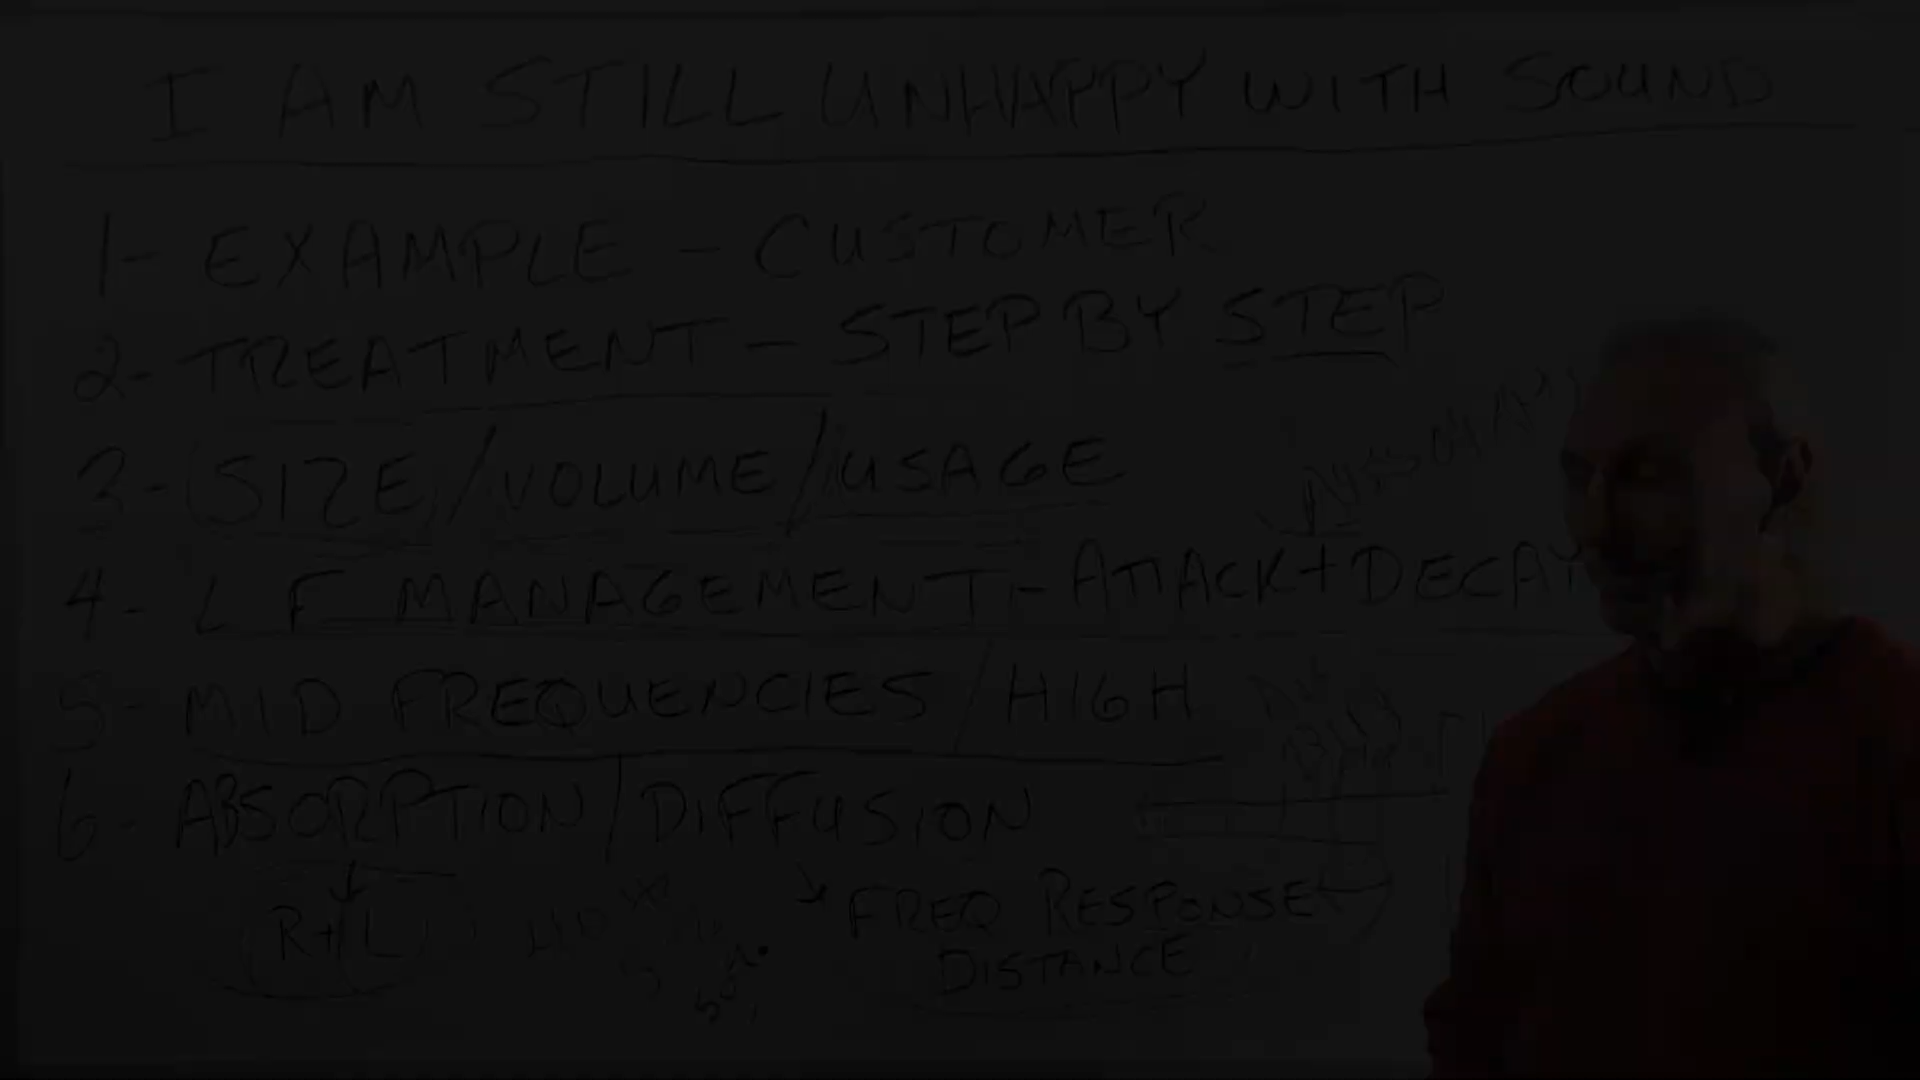 I AM STILL UNHAPPY WITH SOUND
1- EXAMPLE - CUSTOMER
2- TREATMENT - STEP BY STEP
3- SIZE/VOLUME/USAGE
4- LF MANAGEMENT - ATTACK+DECAY
5- MID FREQUENCIES/HIGH
6- ABSORPTION/DIFFUSION
R+L
FREQ RESPONSE
DISTANCE